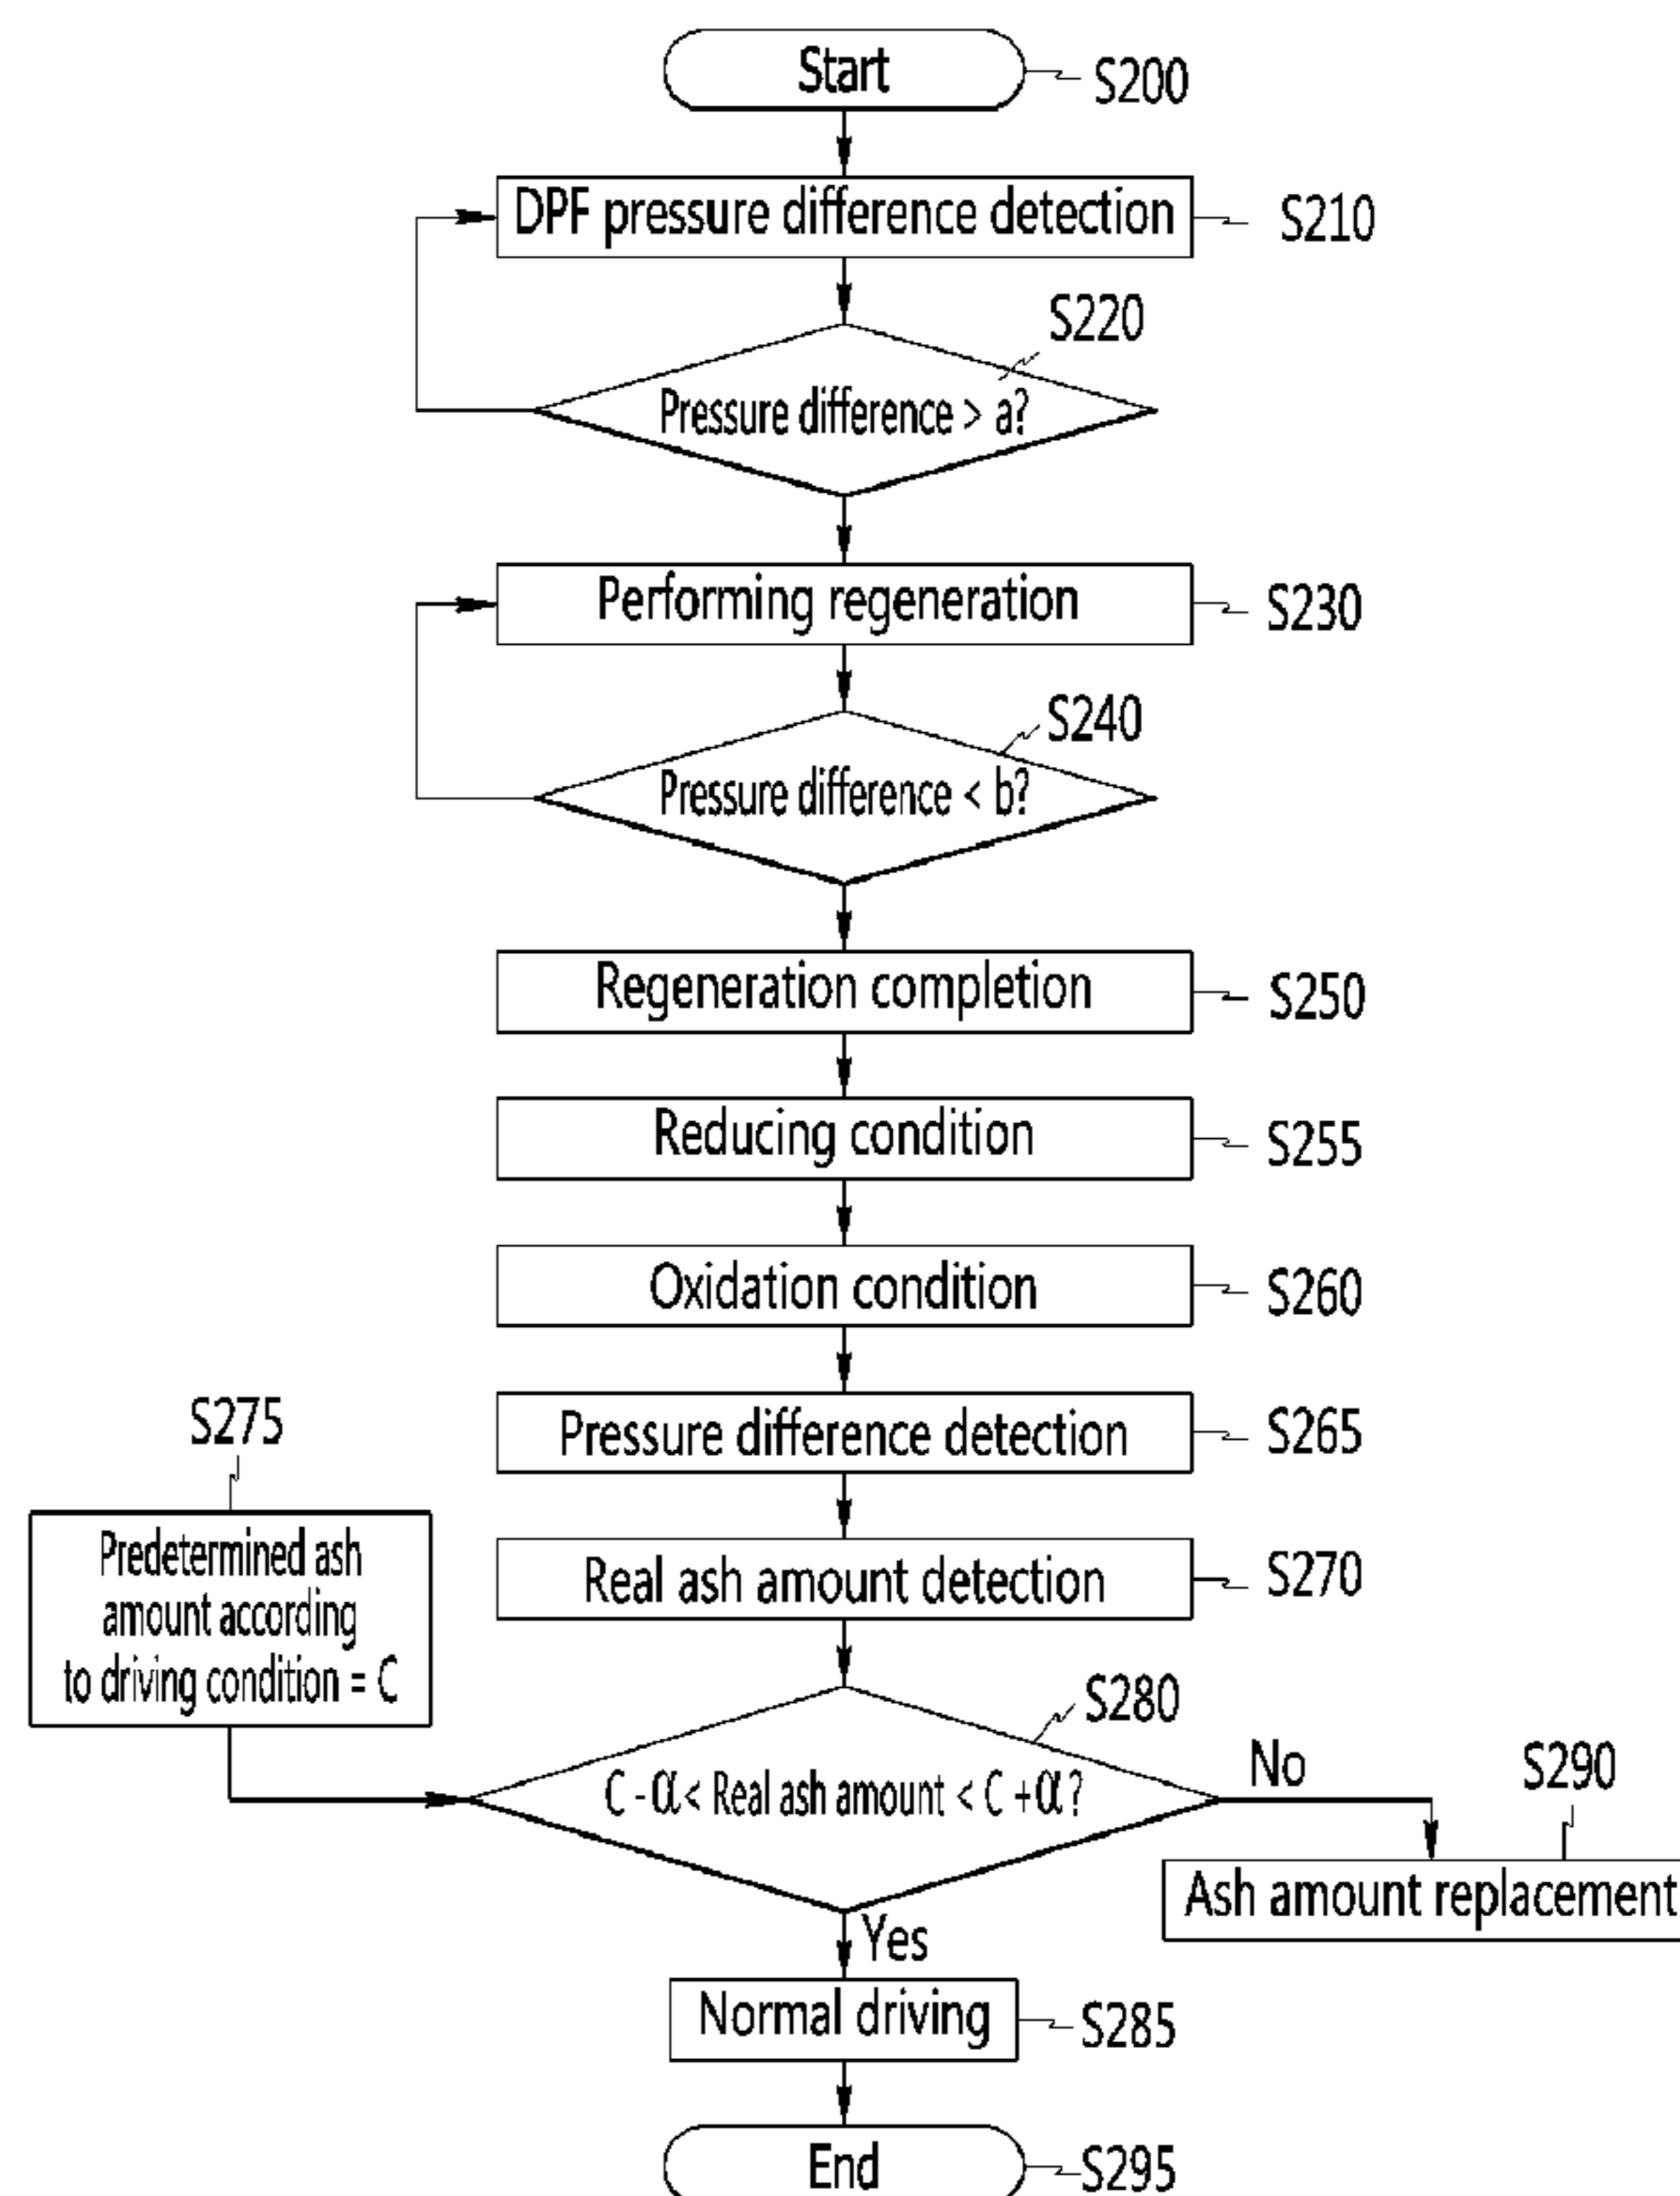 Start
S200
DPF pressure difference detection
S210
S220
Pressure difference > a?
Performing regeneration
S230
S240
Pressure difference < b?
Regeneration completion
S250
Reducing condition
S255
Oxidation condition
S260
Pressure difference detection
S265
S275
Predetermined ash
amount according
to driving condition = C
Real ash amount detection
S270
S280
C - α < Real ash amount < C + α ?
No
S290
Ash amount replacement
Yes
Normal driving
S285
End
S295